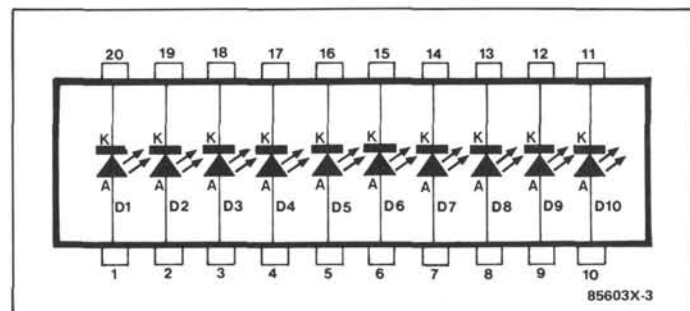 20 19 18 17 16 15 14 13 12 11
K K K K K K K K K K
A A A A A A A A A A
D1 D2 D3 D4 D5 D6 D7 D8 D9 D10
1 2 3 4 5 6 7 8 9 10
85603X-3